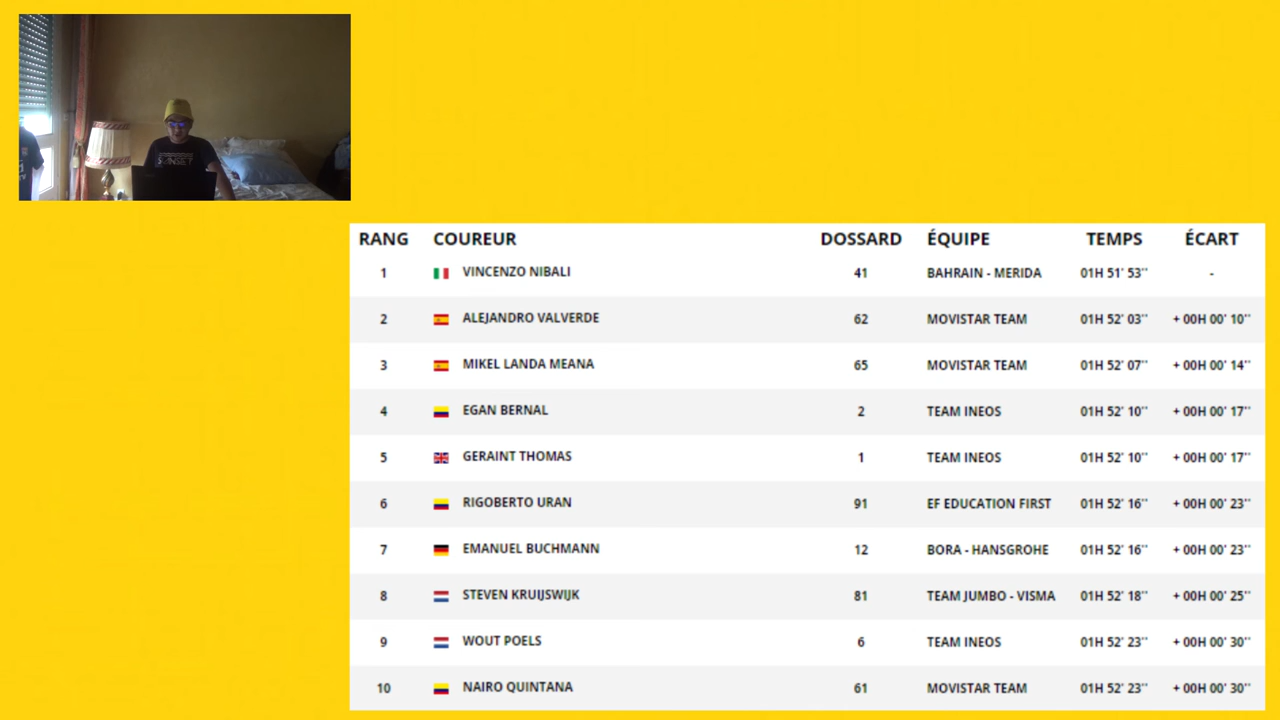 SUNSET
RANG COUREUR DOSSARD ÉQUIPE TEMPS ÉCART
1 VINCENZO NIBALI 41 BAHRAIN - MERIDA 01H 51' 53'' -
2 ALEJANDRO VALVERDE 62 MOVISTAR TEAM 01H 52' 03'' + 00H 00' 10''
3 MIKEL LANDA MEANA 65 MOVISTAR TEAM 01H 52' 07'' + 00H 00' 14''
4 EGAN BERNAL 2 TEAM INEOS 01H 52' 10'' + 00H 00' 17''
5 GERAINT THOMAS 1 TEAM INEOS 01H 52' 10'' + 00H 00' 17''
6 RIGOBERTO URAN 91 EF EDUCATION FIRST 01H 52' 16'' + 00H 00' 23''
7 EMANUEL BUCHMANN 12 BORA - HANSGROHE 01H 52' 16'' + 00H 00' 23''
8 STEVEN KRUIJSWIJK 81 TEAM JUMBO - VISMA 01H 52' 18'' + 00H 00' 25''
9 WOUT POELS 6 TEAM INEOS 01H 52' 23'' + 00H 00' 30''
10 NAIRO QUINTANA 61 MOVISTAR TEAM 01H 52' 23'' + 00H 00' 30''